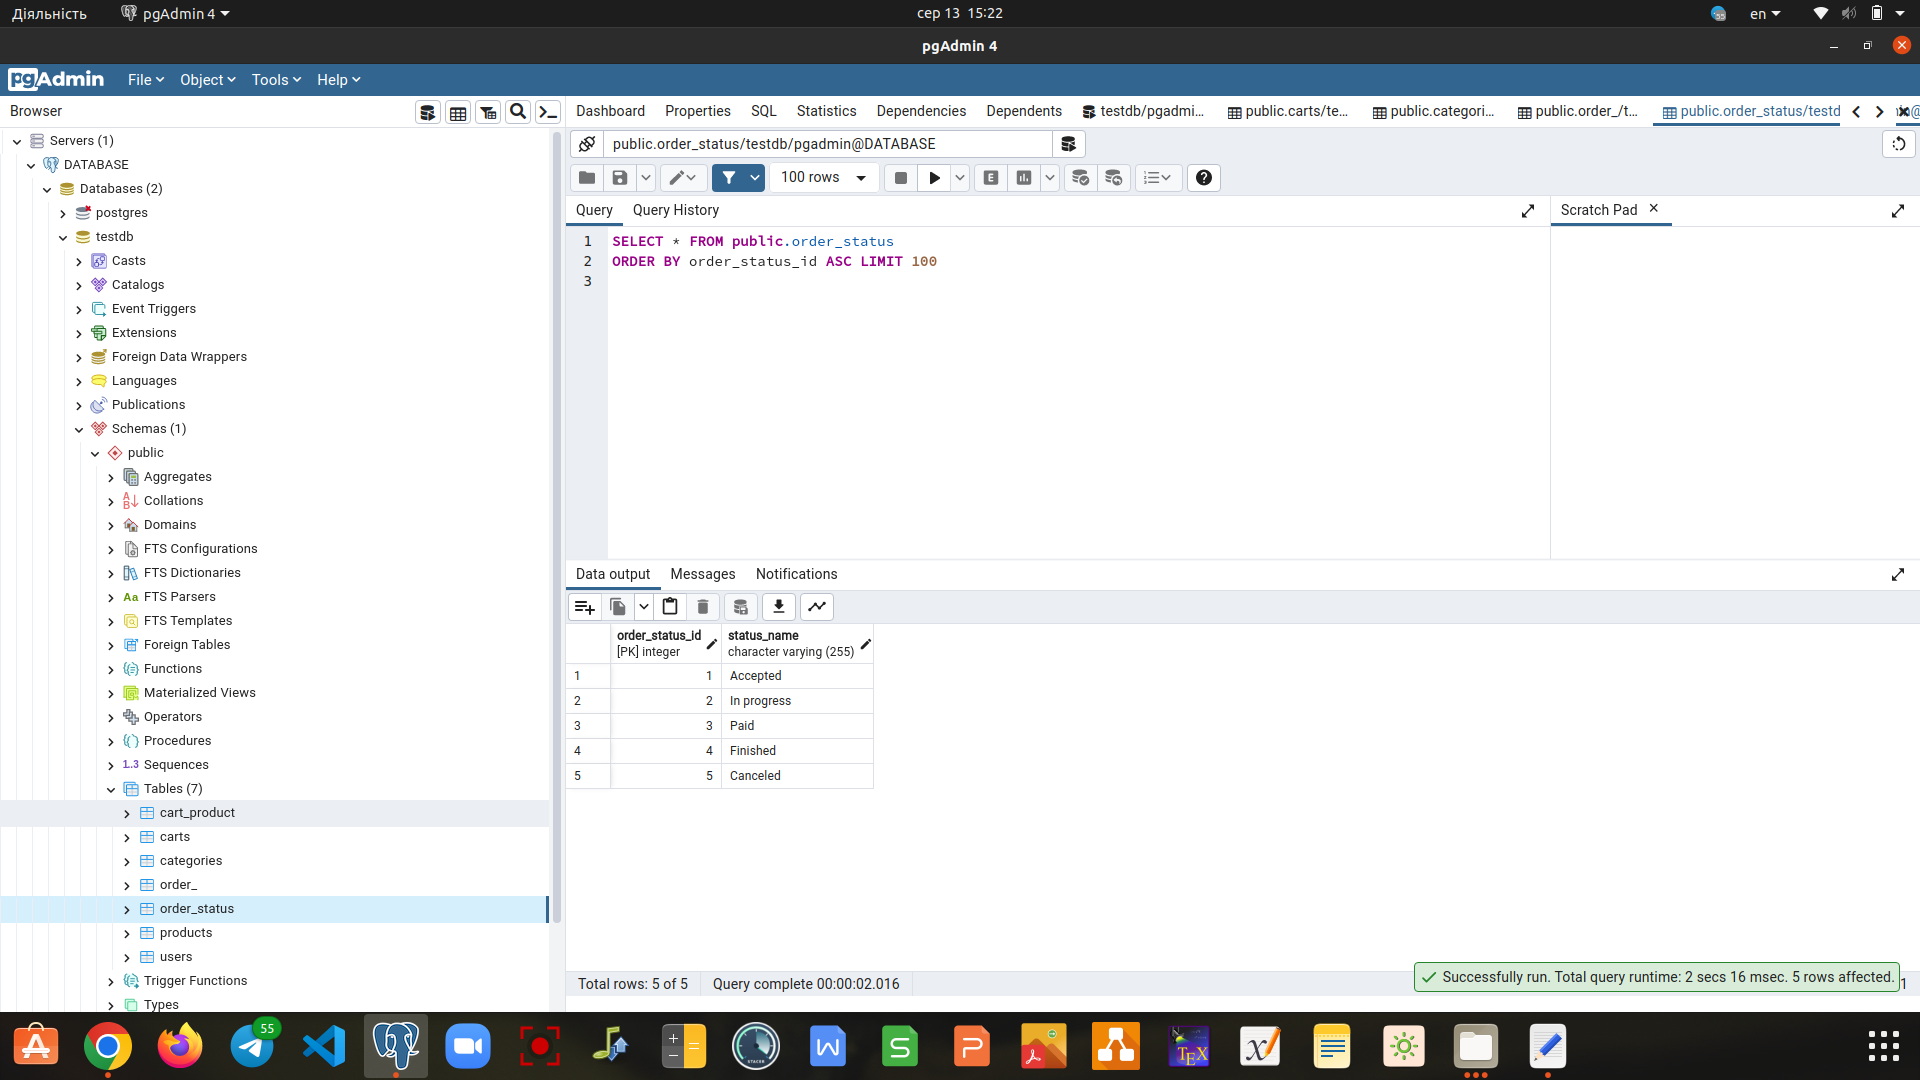 Діяльність pgAdmin 4 сер 13 15:22 en
pgAdmin 4
pgAdmin File Object Tools Help
Browser
Servers (1)
DATABASE
Databases (2)
postgres
testdb
Casts
Catalogs
Event Triggers
Extensions
Foreign Data Wrappers
Languages
Publications
Schemas (1)
public
Aggregates
Collations
Domains
FTS Configurations
FTS Dictionaries
Aa FTS Parsers
FTS Templates
Foreign Tables
Functions
Materialized Views
Operators
Procedures
1..3 Sequences
Tables (7)
cart_product
carts
categories
order_
order_status
products
users
Trigger Functions
Types
Dashboard Properties SQL Statistics Dependencies Dependents testdb/pgadmi... public.carts/te... public.categori... public.order_/t... public.order_status/testd
public.order_status/testdb/pgadmin@DATABASE
100 rows E
Query Query History
Scratch Pad
1 SELECT * FROM public.order_status
2 ORDER BY order_status_id ASC LIMIT 100
3
Data output Messages Notifications
order_status_id status_name
[PK] integer character varying (255)
1 1 Accepted
2 2 In progress
3 3 Paid
4 4 Finished
5 5 Canceled
Total rows: 5 of 5 Query complete 00:00:02.016
Successfully run. Total query runtime: 2 secs 16 msec. 5 rows affected.
1
55
STACER
W
S
P
TEX
X